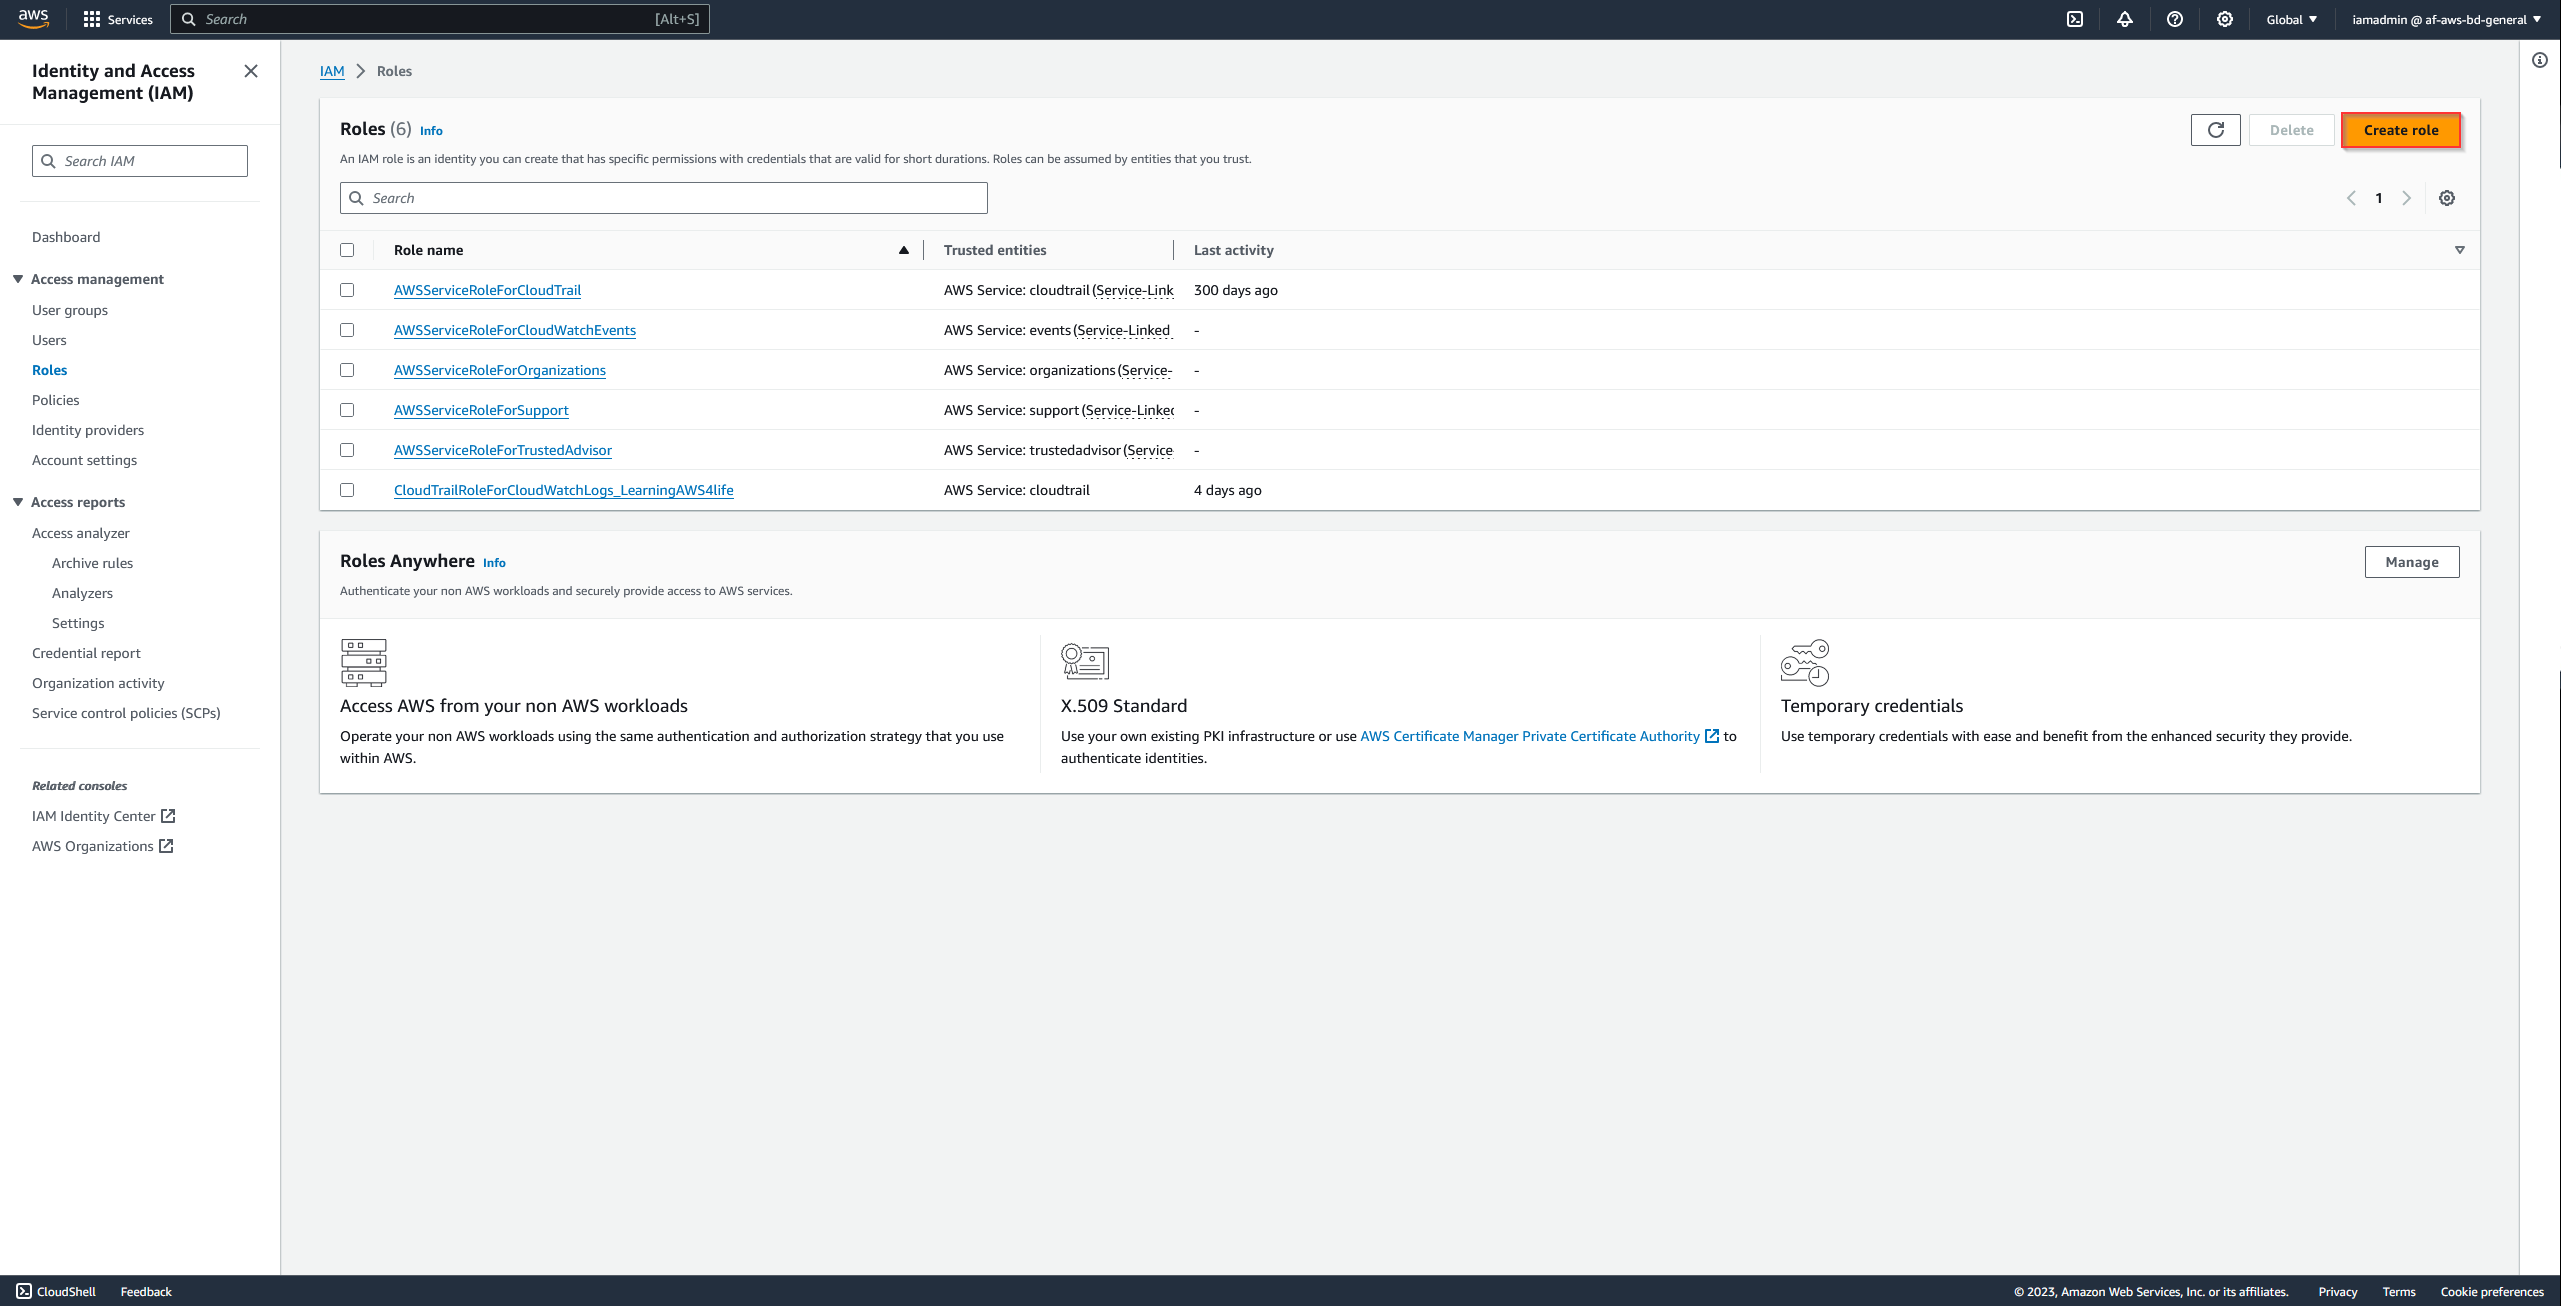 aws
Services
Search
[Alt+S]
Global
iamadmin @ af-aws-bd-general
Identity and Access
Management (IAM)
Search IAM
Dashboard
Access management
User groups
Users
Roles
Policies
Identity providers
Account settings
Access reports
Access analyzer
Archive rules
Analyzers
Settings
Credential report
Organization activity
Service control policies (SCPs)
Related consoles
IAM Identity Center
AWS Organizations
IAM > Roles
Roles (6) Info
Delete
Create role
An IAM role is an identity you can create that has specific permissions with credentials that are valid for short durations. Roles can be assumed by entities that you trust.
Search
1
Role name Trusted entities Last activity
AWSServiceRoleForCloudTrail AWS Service: cloudtrail (Service-Link 300 days ago
AWSServiceRoleForCloudWatchEvents AWS Service: events (Service-Linked -
AWSServiceRoleForOrganizations AWS Service: organizations (Service- -
AWSServiceRoleForSupport AWS Service: support (Service-Linked -
AWSServiceRoleForTrustedAdvisor AWS Service: trustedadvisor (Service -
CloudTrailRoleForCloudWatchLogs_LearningAWS4life AWS Service: cloudtrail 4 days ago
Roles Anywhere Info
Manage
Authenticate your non AWS workloads and securely provide access to AWS services.
Access AWS from your non AWS workloads
Operate your non AWS workloads using the same authentication and authorization strategy that you use
within AWS.
X.509 Standard
Use your own existing PKI infrastructure or use AWS Certificate Manager Private Certificate Authority to
authenticate identities.
Temporary credentials
Use temporary credentials with ease and benefit from the enhanced security they provide.
CloudShell
Feedback
© 2023, Amazon Web Services, Inc. or its affiliates.
Privacy
Terms
Cookie preferences